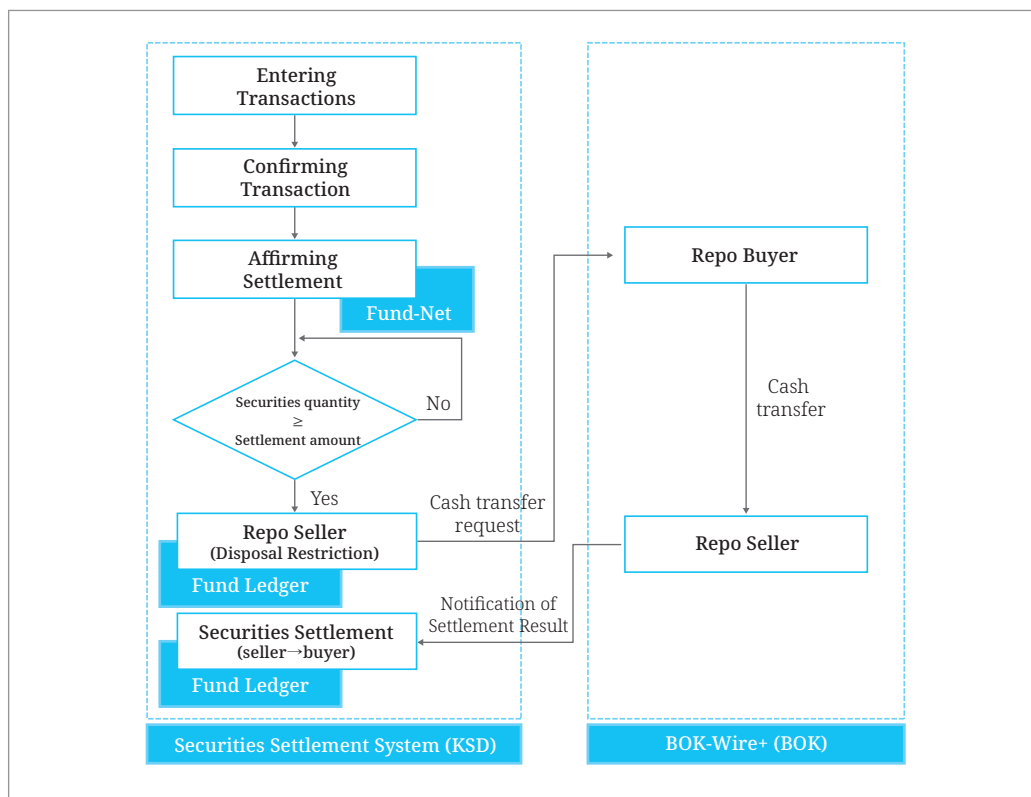 Entering
Transactions
Confirming
Transaction
Affirming
Settlement
Fund-Net
Securities quantity
≥
Settlement amount
No
Yes
Repo Seller
(Disposal Restriction)
Fund Ledger
Cash transfer
request
Repo Buyer
Cash
transfer
Repo Seller
Notification of
Settlement Result
Securities Settlement
(seller→buyer)
Fund Ledger
Securities Settlement System (KSD)
BOK-Wire+ (BOK)